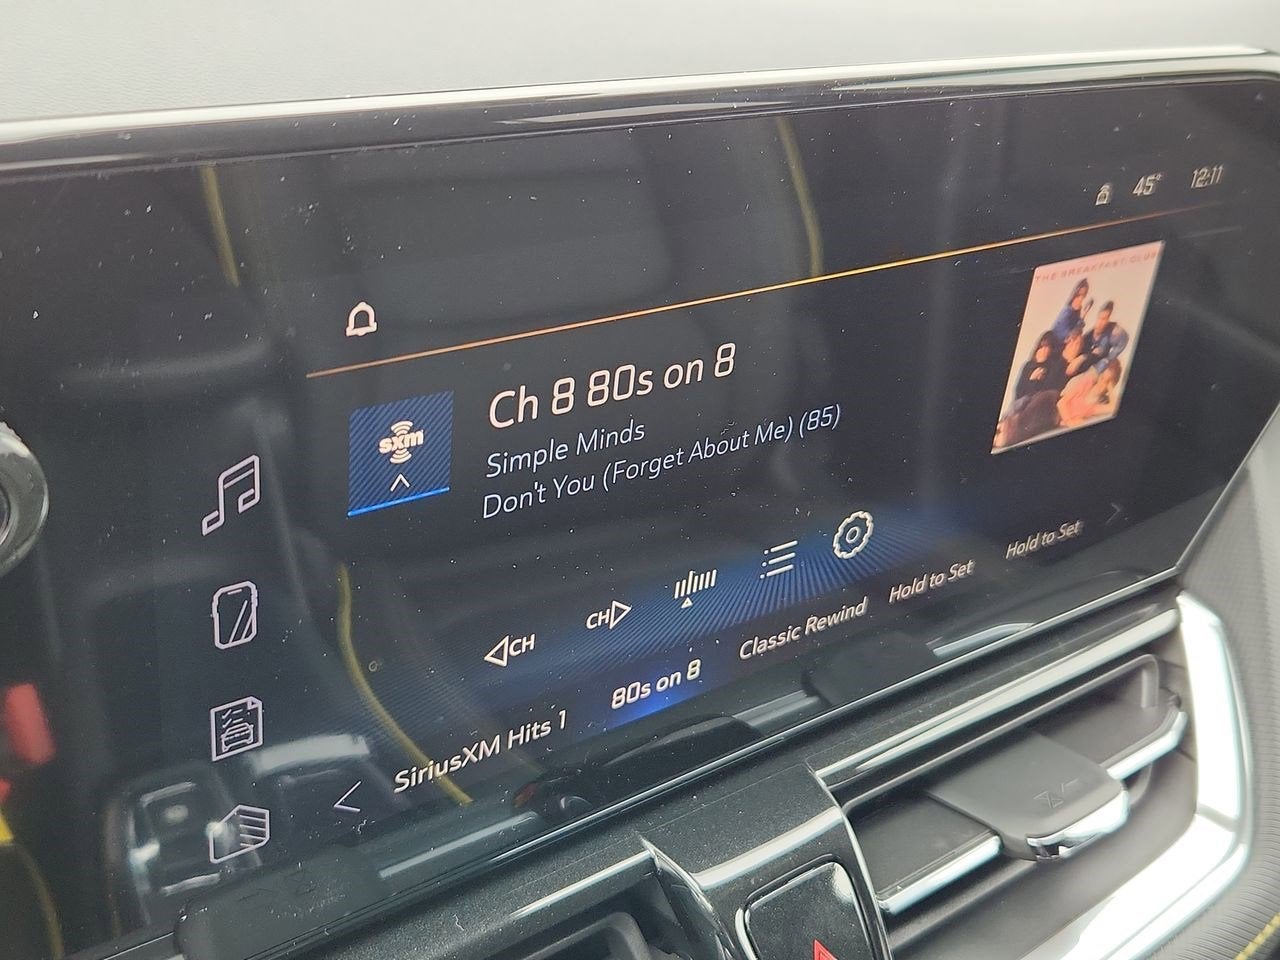 45° 12:11
THE BREAKFAST CLUB
sxm
Ch 8 80s on 8
Simple Minds
Don't You (Forget About Me) (85)
CH CH
SiriusXM Hits 1 80s on 8 Classic Rewind Hold to Set Hold to Set